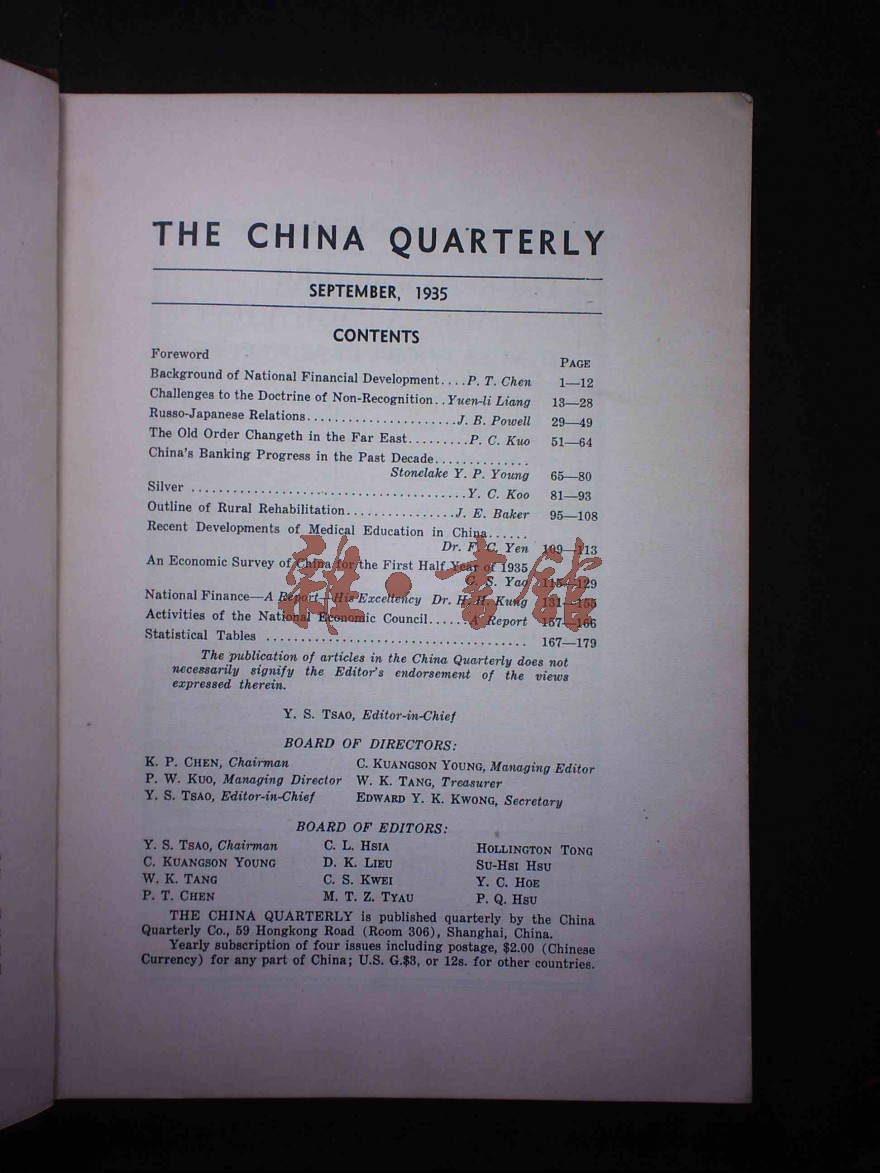 THE CHINA QUARTERLY
SEPTEMBER, 1935
CONTENTS
Foreword
PAGE
Background of National Financial Development....P. T. Chen 1—12
Challenges to the Doctrine of Non-Recognition..Yuen-li Liang 13—28
Russo-Japanese Relations......................J. B. Powell 29—49
The Old Order Changeth in the Far East.........P. C. Kuo 51—64
China's Banking Progress in the Past Decade..............
Stonelake Y. P. Young 65—80
Silver ........................................Y. C. Koo 81—93
Outline of Rural Rehabilitation................J. E. Baker 95—108
Recent Developments of Medical Education in China......
Dr. F. C. Yen 109—113
An Economic Survey of China for the First Half Year of 1935
G. S. Yao 115—129
National Finance—A Report—His Excellency Dr. H. H. Kung 131—155
Activities of the National Economic Council......A Report 157—166
Statistical Tables ...................................... 167—179
The publication of articles in the China Quarterly does not
necessarily signify the Editor's endorsement of the views
expressed therein.
Y. S. TSAO, Editor-in-Chief
BOARD OF DIRECTORS:
K. P. CHEN, Chairman C. KUANGSON YOUNG, Managing Editor
P. W. KUO, Managing Director W. K. TANG, Treasurer
Y. S. TSAO, Editor-in-Chief EDWARD Y. K. KWONG, Secretary
BOARD OF EDITORS:
Y. S. TSAO, Chairman C. L. HSIA HOLLINGTON TONG
C. KUANGSON YOUNG D. K. LIEU SU-HSI HSU
W. K. TANG C. S. KWEI Y. C. HOE
P. T. CHEN M. T. Z. TYAU P. Q. HSU
THE CHINA QUARTERLY is published quarterly by the China
Quarterly Co., 59 Hongkong Road (Room 306), Shanghai, China.
Yearly subscription of four issues including postage, $2.00 (Chinese
Currency) for any part of China; U.S. G.$3, or 12s. for other countries.